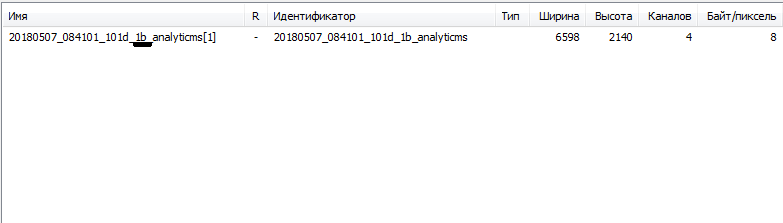 Имя R Идентификатор Тип Ширина Высота Каналов Байт/пиксель
20180507_084101_101d_1b_analyticms[1] - 20180507_084101_101d_1b_analyticms 6598 2140 4 8